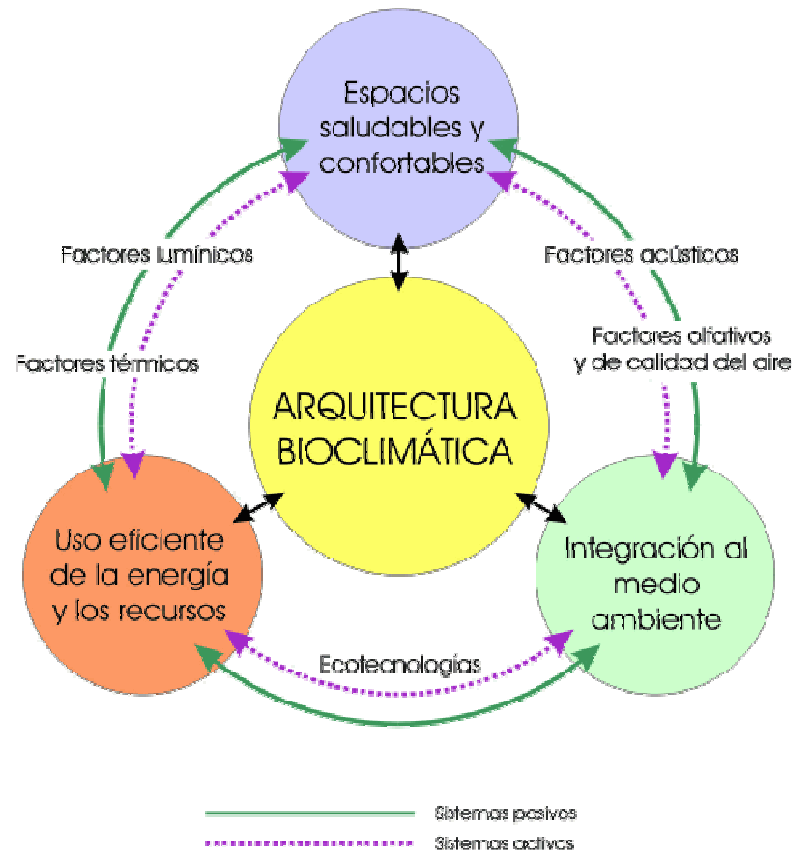 Espacios
saludables y
confortables
Factores lumínicos
Factores acústicos
Factores térmicos
Factores olfativos
y de calidad del aire
ARQUITECTURA
BIOCLIMÁTICA
Uso eficiente
de la energía
y los recursos
Integración al
medio
ambiente
Ecotecnologías
Sistemas pasivos
Sistemas activos